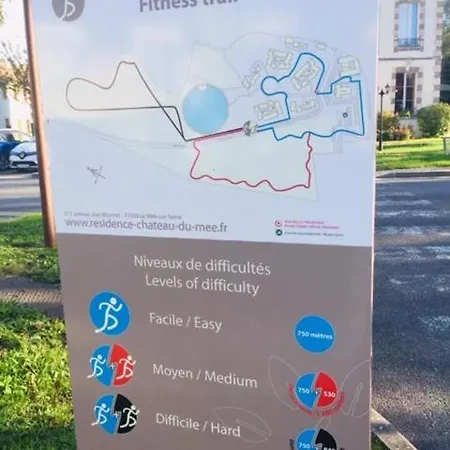 Fitness trail
www.residence-chateau-du-mee.fr
Niveaux de difficultés
Levels of difficulty
Facile / Easy
750 mètres
Moyen / Medium
750 + 530
Difficile / Hard
750 +